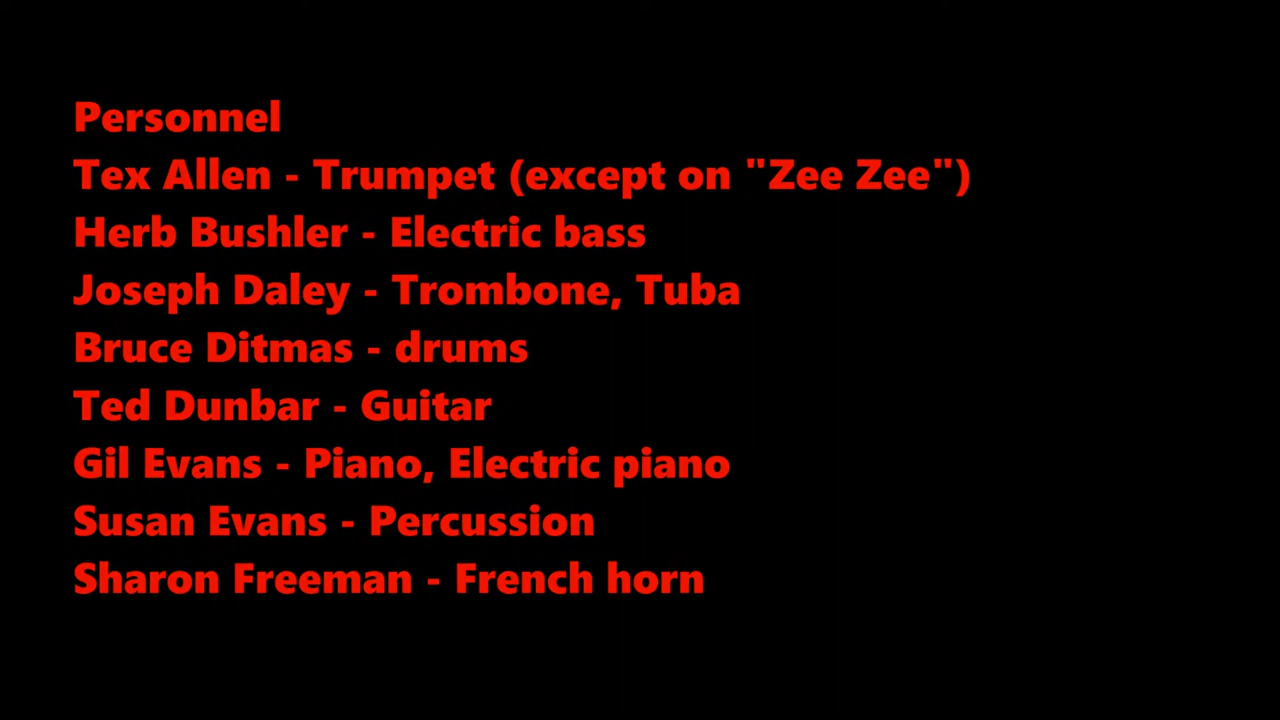 Personnel
Tex Allen - Trumpet (except on "Zee Zee")
Herb Bushler - Electric bass
Joseph Daley - Trombone, Tuba
Bruce Ditmas - drums
Ted Dunbar - Guitar
Gil Evans - Piano, Electric piano
Susan Evans - Percussion
Sharon Freeman - French horn